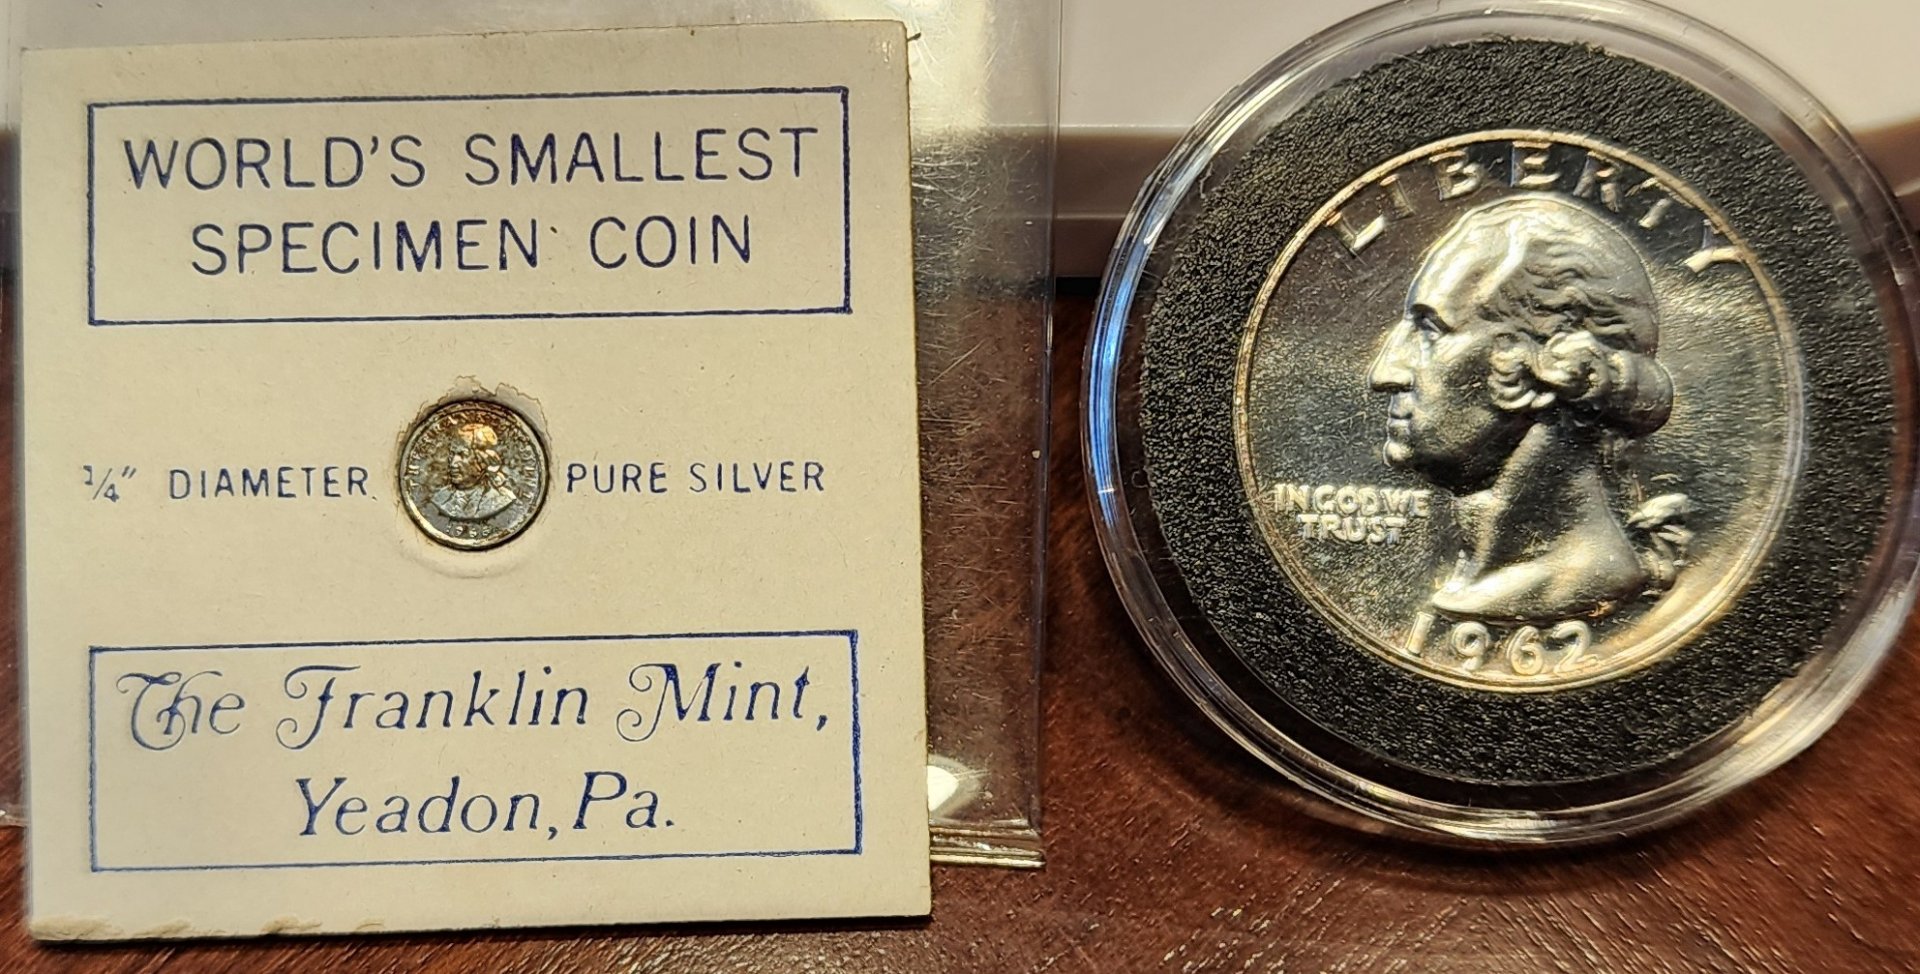 WORLD'S SMALLEST
SPECIMEN COIN
1/4" DIAMETER
PURE SILVER
The Franklin Mint,
Yeadon, Pa.
LIBERTY
IN GOD WE
TRUST
1962